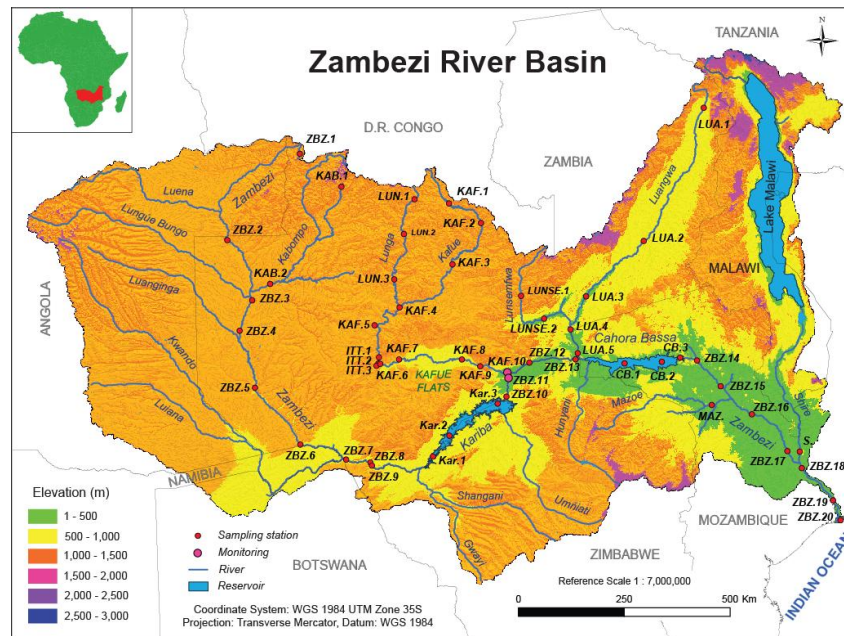 Zambezi River Basin
TANZANIA
N
D.R. CONGO
ZAMBIA
ANGOLA
NAMIBIA
BOTSWANA
ZIMBABWE
MOZAMBIQUE
MALAWI
INDIAN OCEAN
Lake Malawi
ZBZ.1
KAB.1
LUN.1
KAF.1
LUA.1
Luena
Zambezi
Lungúe Bungo
Kabompo
Lunga
LUN.2
KAF.2
Kafue
KAF.3
Luangwa
LUA.2
ZBZ.2
KAB.2
LUN.3
Luanginga
ZBZ.3
KAF.4
Lunsemfwa
LUNSE.1
LUA.3
ZBZ.4
KAF.5
LUNSE.2
LUA.4
Cahora Bassa
Kwando
ITT.1
ITT.2
ITT.3
KAF.7
KAF.6
KAF.8
KAF.9
KAF.10
KAFUE
FLATS
ZBZ.12
ZBZ.13
LUA.5
CB.1
CB.2
CB.3
ZBZ.14
ZBZ.11
ZBZ.10
ZBZ.15
Luiana
ZBZ.5
Zambezi
Kar.3
Kar.2
Kar.1
Kariba
Hunyani
Mazoe
MAZ.
ZBZ.16
Zambezi
Shire
ZBZ.6
ZBZ.7
ZBZ.8
ZBZ.9
ZBZ.17
S.
ZBZ.18
Shangani
Umniati
Gwayi
ZBZ.19
ZBZ.20
Elevation (m)
1 - 500
500 - 1,000
1,000 - 1,500
1,500 - 2,000
2,000 - 2,500
2,500 - 3,000
Sampling station
Monitoring
River
Reservoir
Coordinate System: WGS 1984 UTM Zone 35S
Projection: Transverse Mercator, Datum: WGS 1984
Reference Scale 1 : 7,000,000
0 250 500 Km